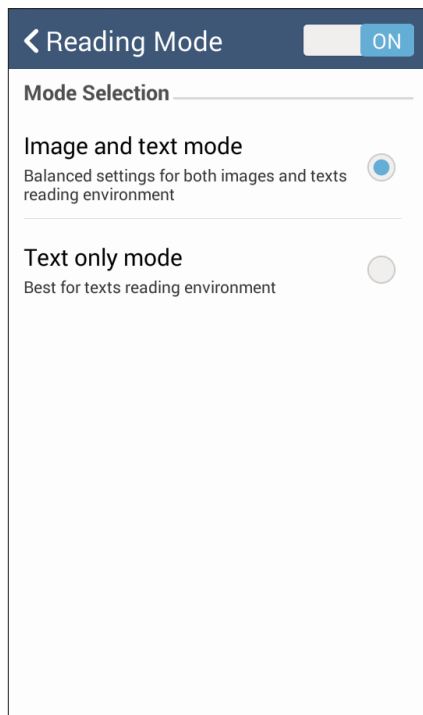 Reading Mode
ON
Mode Selection
Image and text mode
Balanced settings for both images and texts
reading environment
Text only mode
Best for texts reading environment